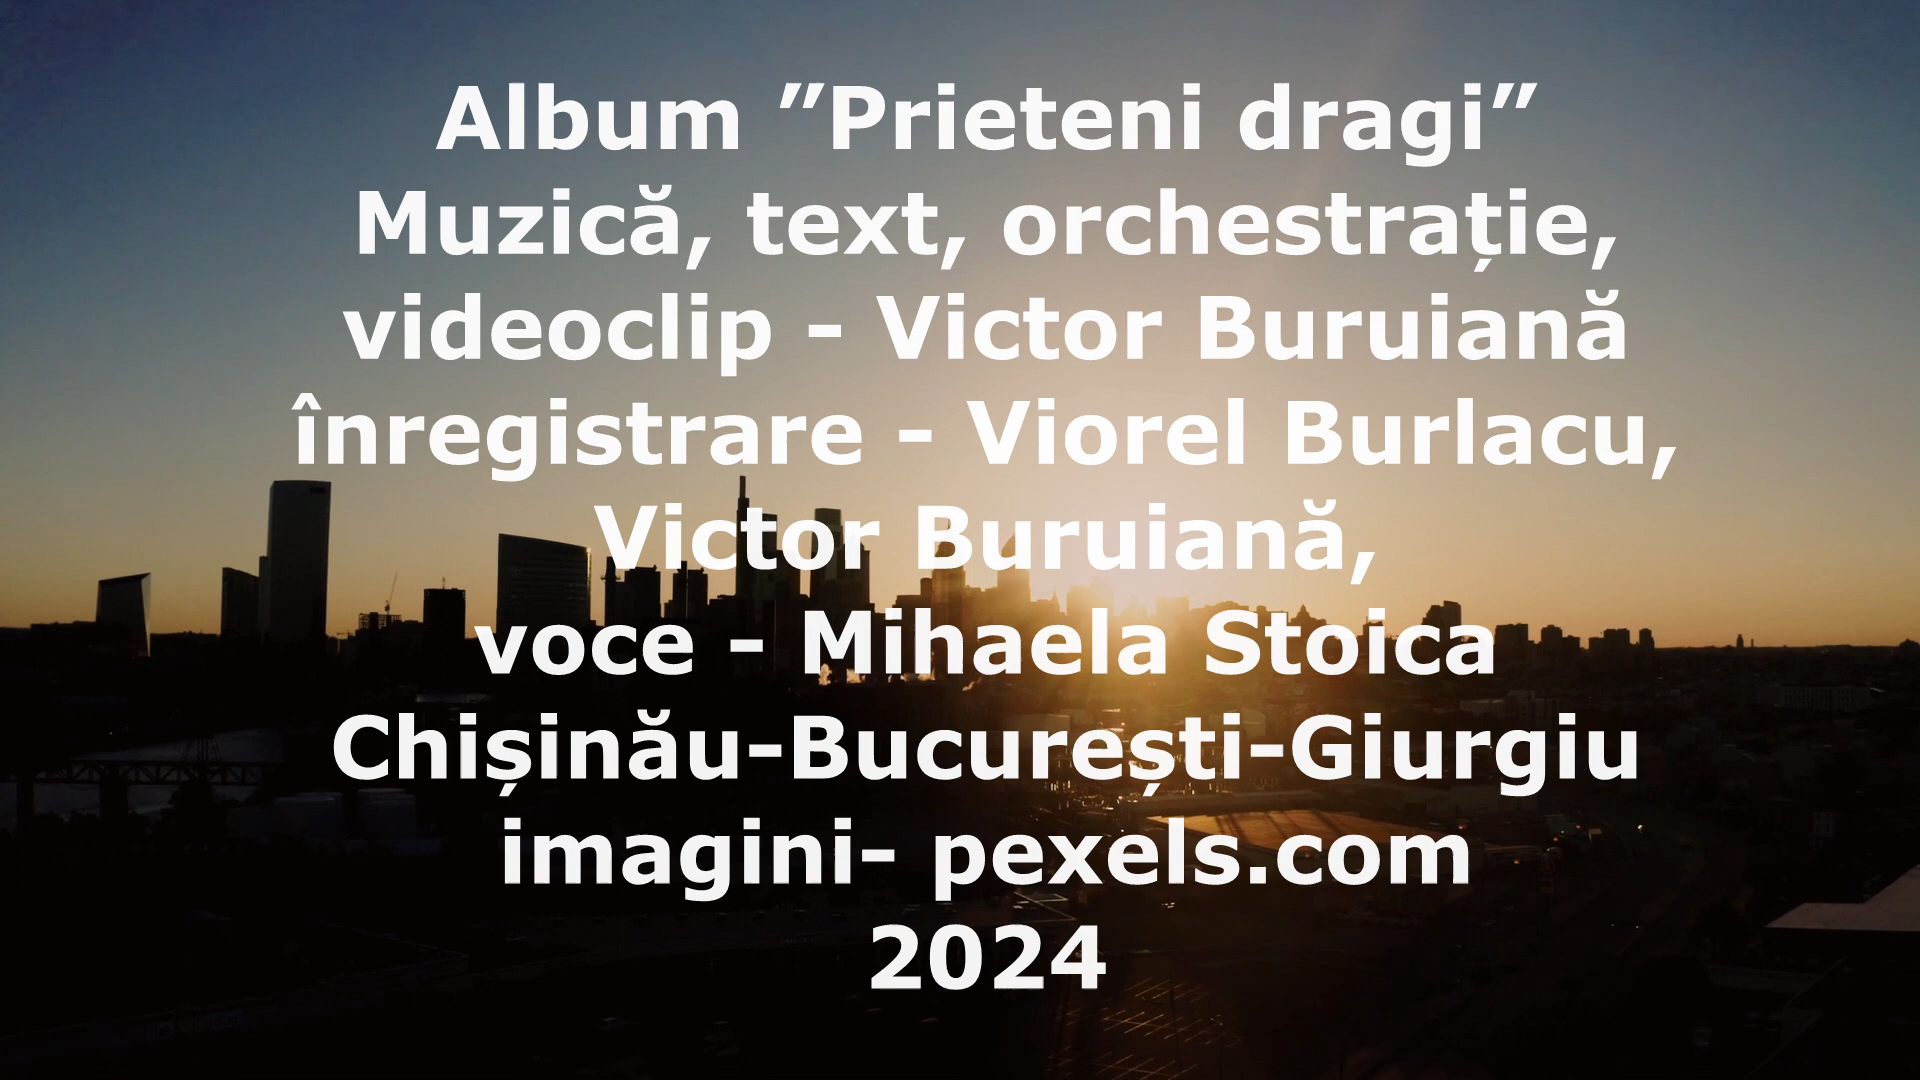 Album ”Prieteni dragi”
Muzică, text, orchestrație,
videoclip - Victor Buruiană
înregistrare - Viorel Burlacu,
Victor Buruiană,
voce - Mihaela Stoica
Chișinău-București-Giurgiu
imagini- pexels.com
2024